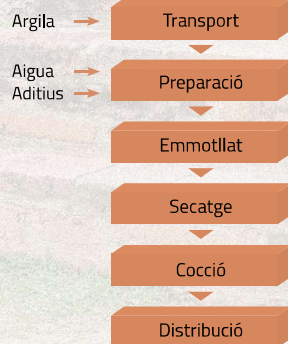 Argila
Transport
Aigua
Aditius
Preparació
Emmotllat
Secatge
Cocció
Distribució